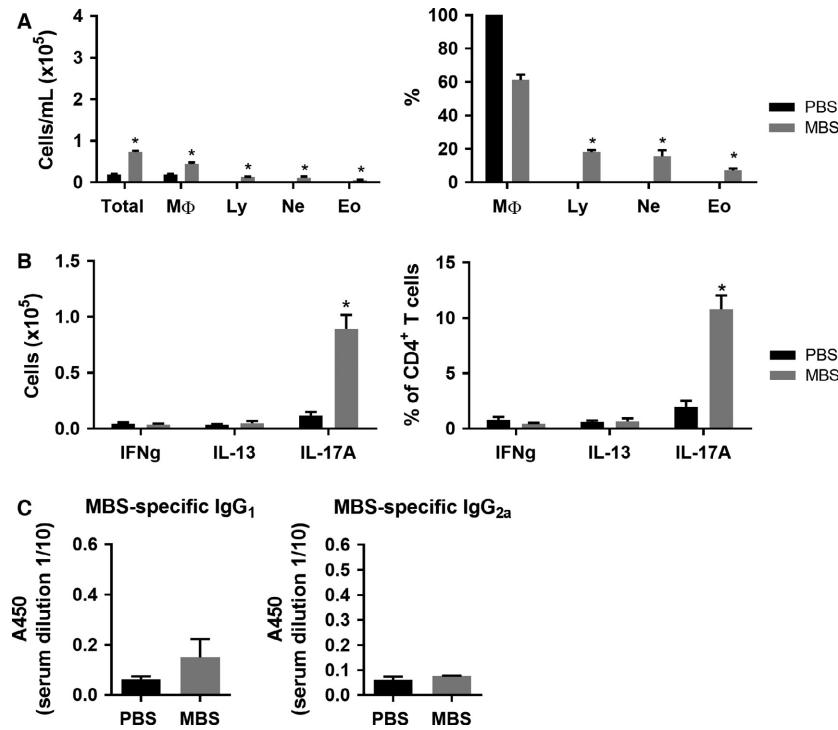 A
Cells/mL (x10⁵)
4
3
2
1
0
Total MΦ Ly Ne Eo
%
100
80
60
40
20
0
MΦ Ly Ne Eo
* * * * *
* * *
PBS
MBS
B
Cells (x10⁵)
1.5
1.0
0.5
0.0
IFNg IL-13 IL-17A
*
% of CD4⁺ T cells
15
10
5
0
IFNg IL-13 IL-17A
*
PBS
MBS
C
MBS-specific IgG₁
A450
(serum dilution 1/10)
0.6
0.4
0.2
0.0
PBS MBS
MBS-specific IgG₂ₐ
A450
(serum dilution 1/10)
0.6
0.5
0.4
0.3
0.2
0.1
0.0
PBS MBS